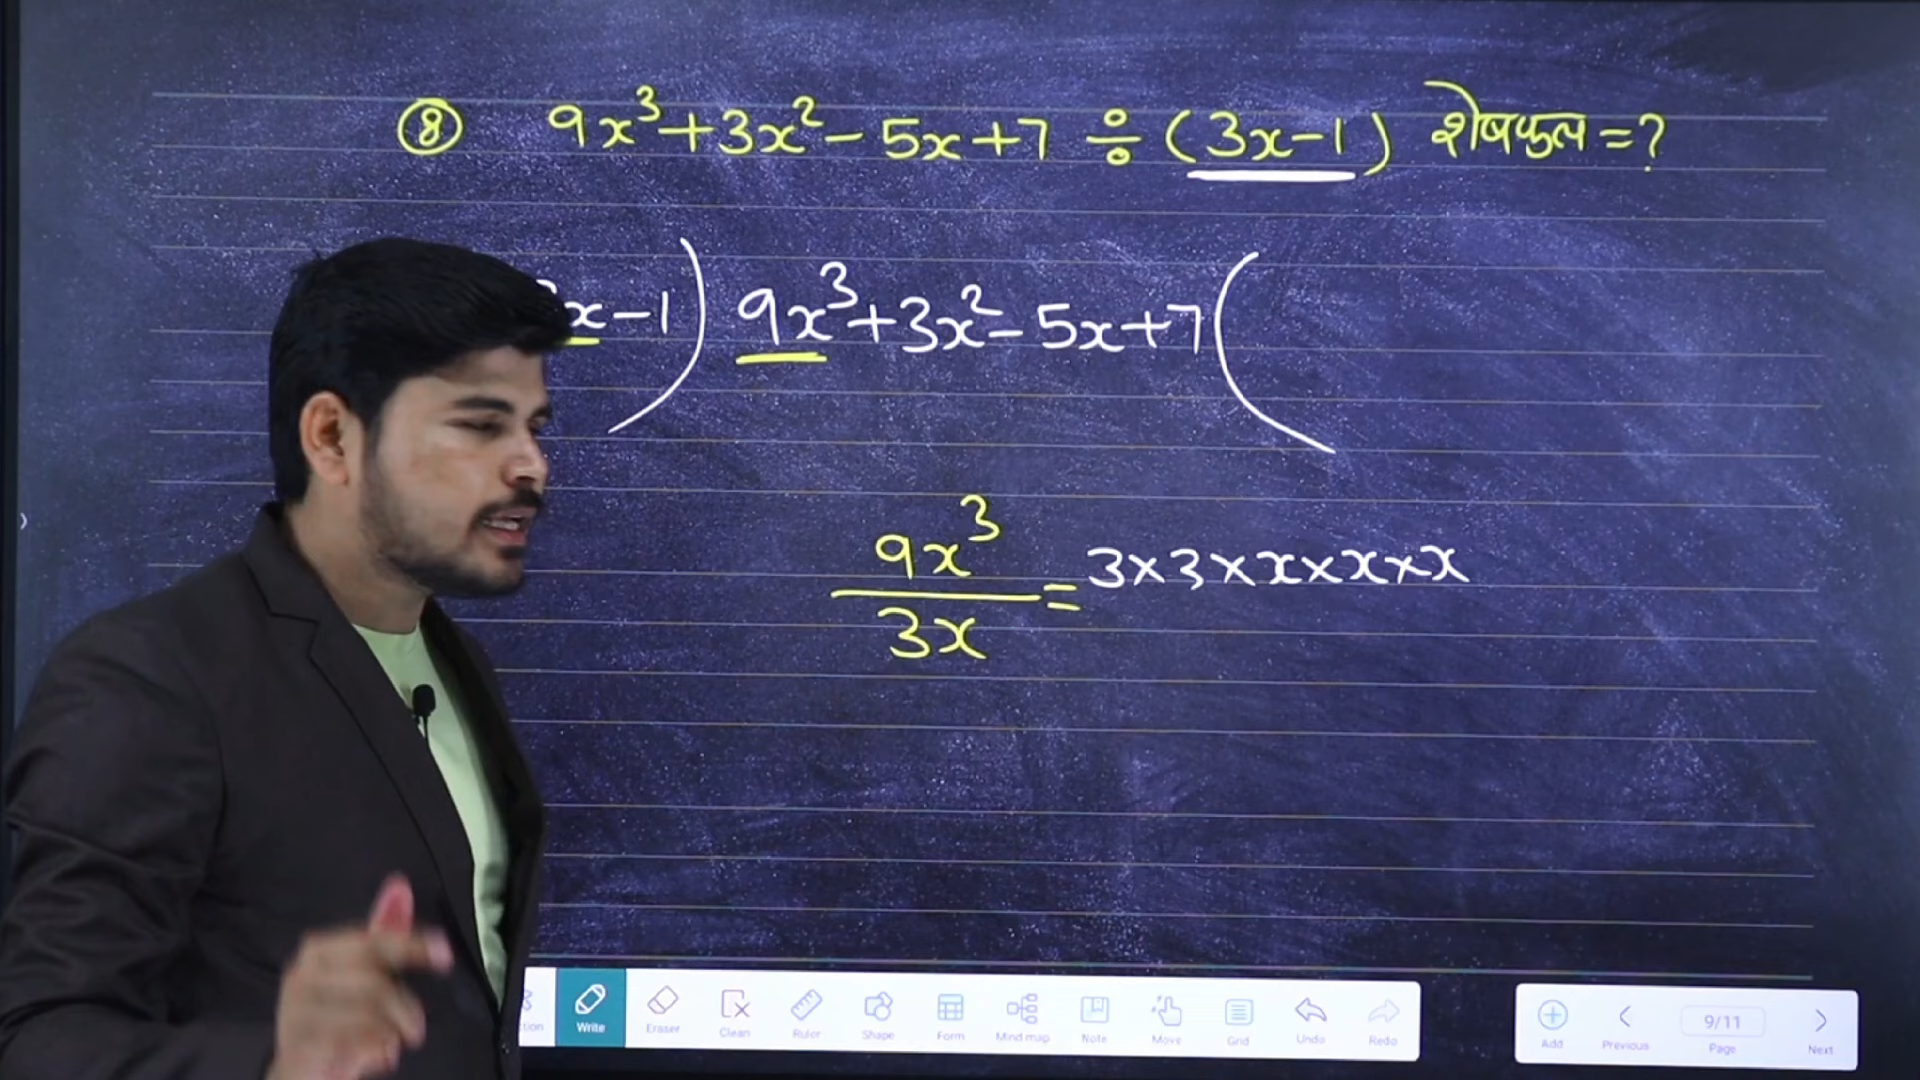 ⑧ 9x³+3x²-5x+7 ÷ (3x-1) शेषफल=?
x-1) 9x³+3x²-5x+7(
9x³/3x = 3×3×x×x×x
Write Eraser Clean Ruler Shape Form Mind map Note Move Grid Undo Redo
Add Previous 9/11 Page Next